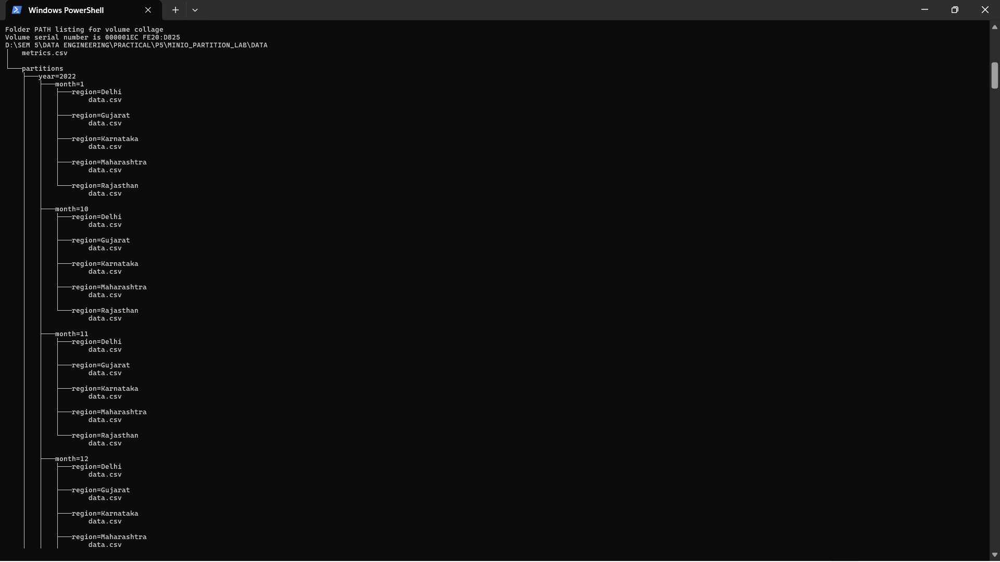 Windows PowerShell
Folder PATH listing for volume collage
Volume serial number is 000001EC FE20:D825
D:\SEM 5\DATA ENGINEERING\PRACTICAL\P5\MINIO_PARTITION_LAB\DATA
│   metrics.csv
│
└───partitions
    ├───year=2022
    │   ├───month=1
    │   │   ├───region=Delhi
    │   │   │       data.csv
    │   │   │
    │   │   ├───region=Gujarat
    │   │   │       data.csv
    │   │   │
    │   │   ├───region=Karnataka
    │   │   │       data.csv
    │   │   │
    │   │   ├───region=Maharashtra
    │   │   │       data.csv
    │   │   │
    │   │   └───region=Rajasthan
    │   │           data.csv
    │   │
    │   ├───month=10
    │   │   ├───region=Delhi
    │   │   │       data.csv
    │   │   │
    │   │   ├───region=Gujarat
    │   │   │       data.csv
    │   │   │
    │   │   ├───region=Karnataka
    │   │   │       data.csv
    │   │   │
    │   │   ├───region=Maharashtra
    │   │   │       data.csv
    │   │   │
    │   │   └───region=Rajasthan
    │   │           data.csv
    │   │
    │   ├───month=11
    │   │   ├───region=Delhi
    │   │   │       data.csv
    │   │   │
    │   │   ├───region=Gujarat
    │   │   │       data.csv
    │   │   │
    │   │   ├───region=Karnataka
    │   │   │       data.csv
    │   │   │
    │   │   ├───region=Maharashtra
    │   │   │       data.csv
    │   │   │
    │   │   └───region=Rajasthan
    │   │           data.csv
    │   │
    │   ├───month=12
    │   │   ├───region=Delhi
    │   │   │       data.csv
    │   │   │
    │   │   ├───region=Gujarat
    │   │   │       data.csv
    │   │   │
    │   │   ├───region=Karnataka
    │   │   │       data.csv
    │   │   │
    │   │   ├───region=Maharashtra
    │   │   │       data.csv